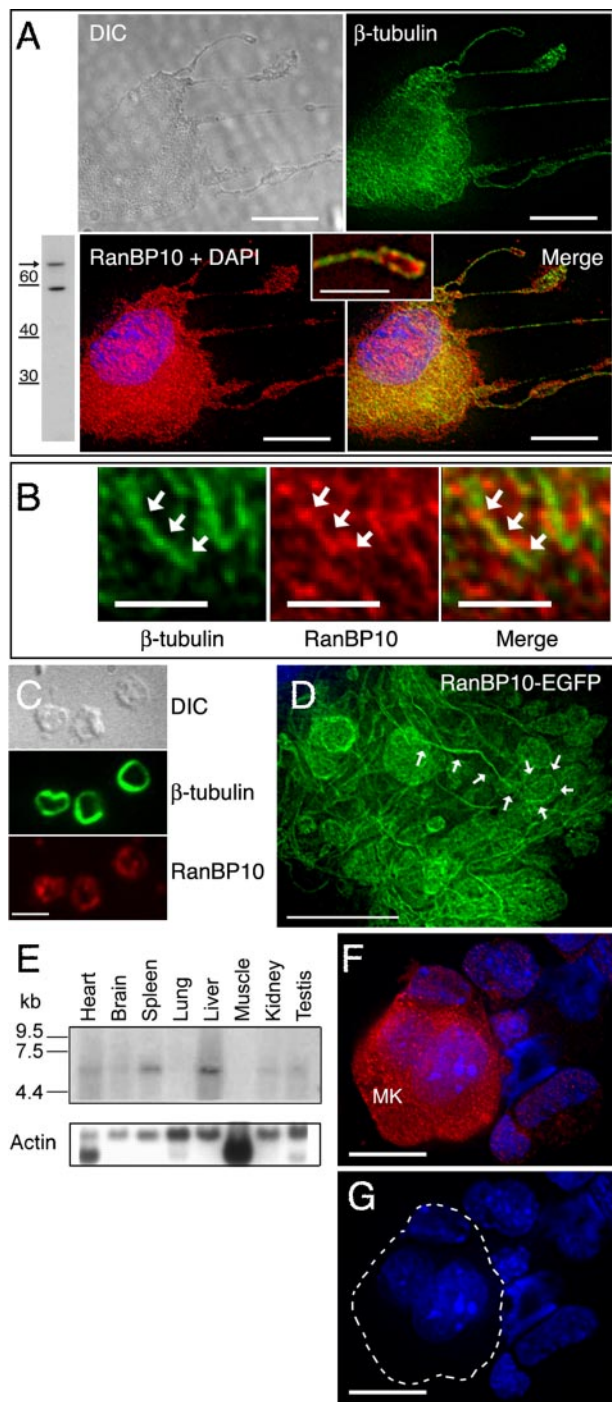 A
DIC
β-tubulin
RanBP10 + DAPI
Merge
60
40
30
B
β-tubulin
RanBP10
Merge
C
DIC
β-tubulin
RanBP10
D
RanBP10-EGFP
E
kb
Heart
Brain
Spleen
Lung
Liver
Muscle
Kidney
Testis
9.5
7.5
4.4
Actin
F
MK
G